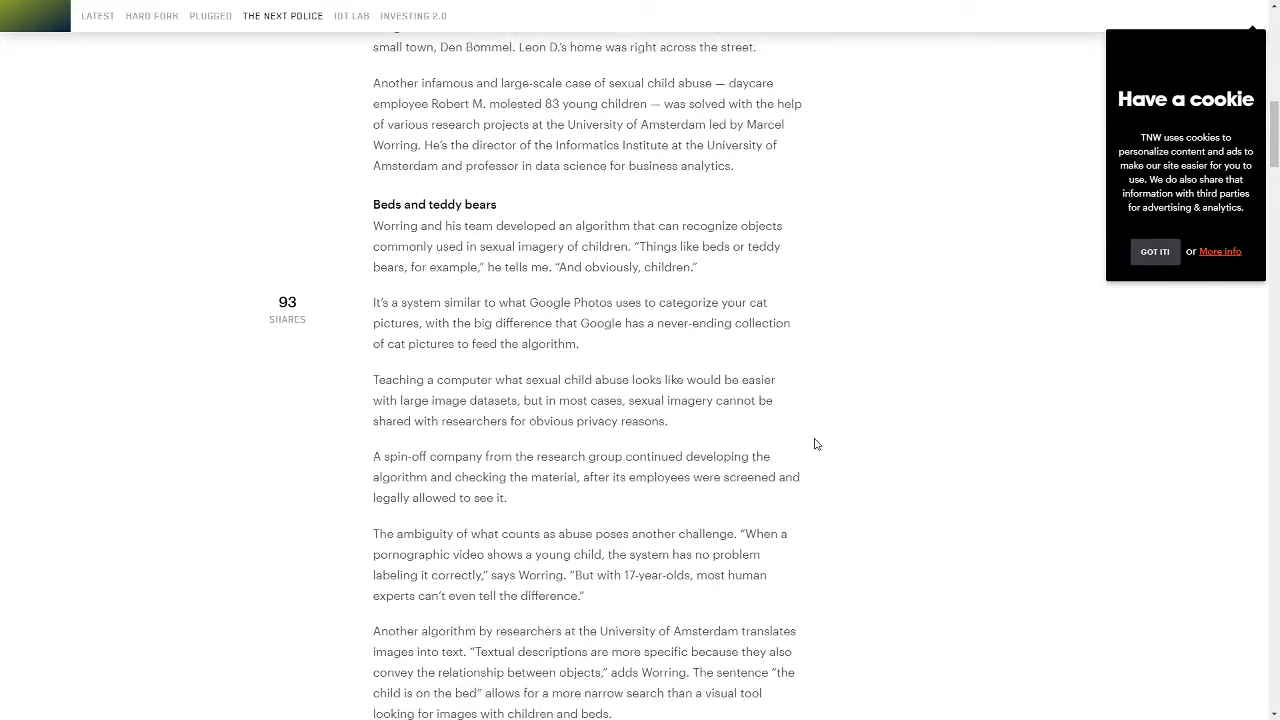 LATEST HARD FORK PLUGGED THE NEXT POLICE IOT LAB INVESTING 2.0
small town, Den Bommel. Leon D.'s home was right across the street.
Another infamous and large-scale case of sexual child abuse — daycare
employee Robert M. molested 83 young children — was solved with the help
of various research projects at the University of Amsterdam led by Marcel
Worring. He's the director of the Informatics Institute at the University of
Amsterdam and professor in data science for business analytics.
Beds and teddy bears
Worring and his team developed an algorithm that can recognize objects
commonly used in sexual imagery of children. “Things like beds or teddy
bears, for example,” he tells me. “And obviously, children.”
93
SHARES
It's a system similar to what Google Photos uses to categorize your cat
pictures, with the big difference that Google has a never-ending collection
of cat pictures to feed the algorithm.
Teaching a computer what sexual child abuse looks like would be easier
with large image datasets, but in most cases, sexual imagery cannot be
shared with researchers for obvious privacy reasons.
A spin-off company from the research group continued developing the
algorithm and checking the material, after its employees were screened and
legally allowed to see it.
The ambiguity of what counts as abuse poses another challenge. “When a
pornographic video shows a young child, the system has no problem
labeling it correctly,” says Worring. “But with 17-year-olds, most human
experts can't even tell the difference.”
Another algorithm by researchers at the University of Amsterdam translates
images into text. “Textual descriptions are more specific because they also
convey the relationship between objects,” adds Worring. The sentence “the
child is on the bed” allows for a more narrow search than a visual tool
looking for images with children and beds.
Have a cookie
TNW uses cookies to
personalize content and ads to
make our site easier for you to
use. We do also share that
information with third parties
for advertising & analytics.
GOT IT! or More info